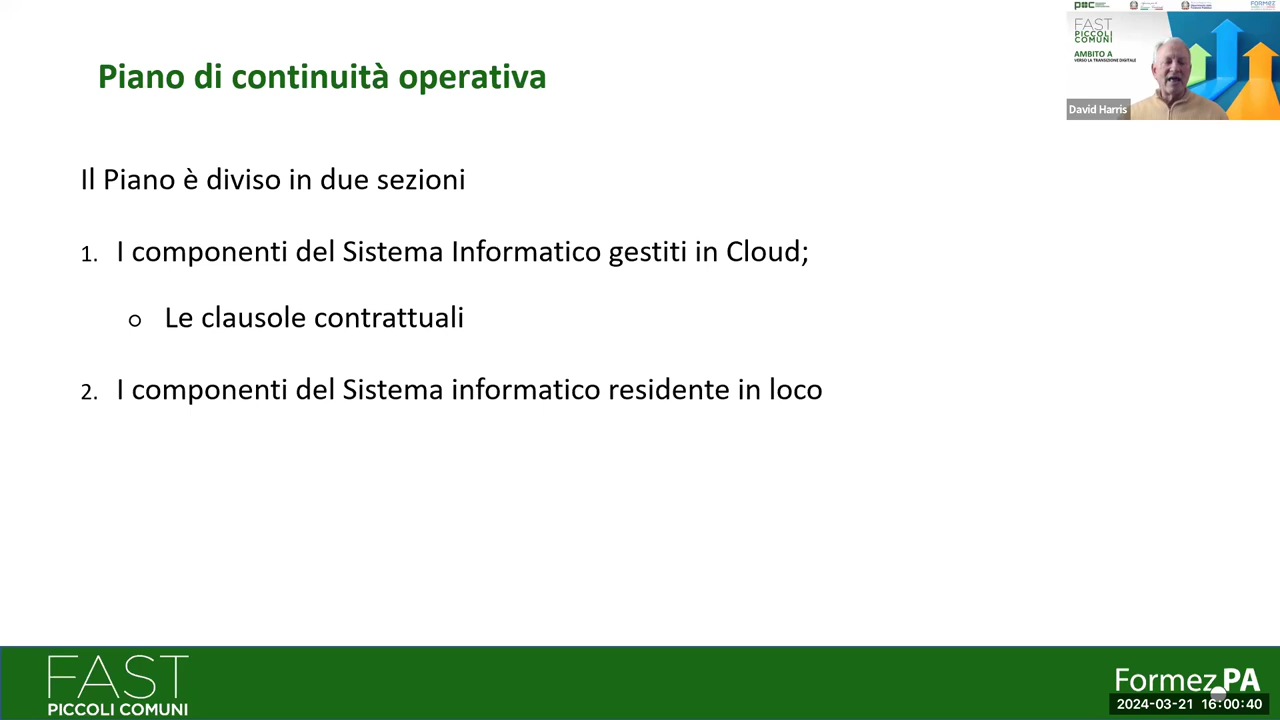 Piano di continuità operativa
FAST
PICCOLI
COMUNI
AMBITO A
VERSO LA TRANSIZIONE DIGITALE
David Harris
Il Piano è diviso in due sezioni
1. I componenti del Sistema Informatico gestiti in Cloud;
○ Le clausole contrattuali
2. I componenti del Sistema informatico residente in loco
FAST
PICCOLI COMUNI
Formez PA
2024-03-21 16:00:40